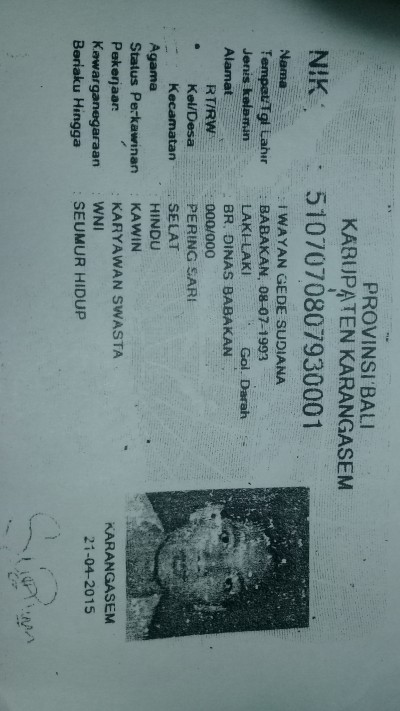 PROVINSI BALI
KABUPATEN KARANGASEM
NIK : 5107070807930001
Nama : I WAYAN GEDE SUDIANA
Tempat/Tgl Lahir : BABAKAN, 08-07-1993
Jenis kelamin : LAKI-LAKI Gol. Darah
Alamat : BR. DINAS BABAKAN
RT/RW : 000/000
Kel/Desa : PERINGSARI
Kecamatan : SELAT
Agama : HINDU
Status Perkawinan : KAWIN
Pekerjaan : KARYAWAN SWASTA
Kewarganegaraan : WNI
Berlaku Hingga : SEUMUR HIDUP
KARANGASEM
21-04-2015